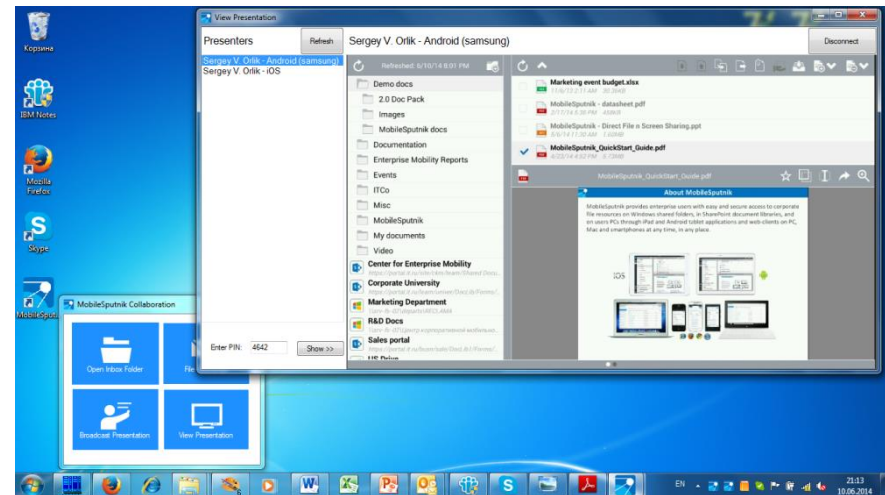 View Presentation
Presenters
Refresh
Sergey V. Orlik - Android (samsung)
Disconnect
Sergey V. Orlik - Android (samsung)
Sergey V. Orlik - iOS
Enter PIN:
4642
Show >>
Refreshed: 6/10/14 8:01 PM
Demo docs
2.0 Doc Pack
Images
MobileSputnik docs
Documentation
Enterprise Mobility Reports
Events
ITCo
Misc
MobileSputnik
My documents
Video
Center for Enterprise Mobility
Corporate University
Marketing Department
R&D Docs
Sales portal
US Drive
Marketing event budget.xlsx
MobileSputnik - datasheet.pdf
MobileSputnik - Direct File n Screen Sharing.ppt
MobileSputnik_QuickStart_Guide.pdf
MobileSputnik_QuickStart_Guide.pdf
About MobileSputnik
MobileSputnik provides enterprise users with easy and secure access to corporate
file resources on Windows shared folders, in SharePoint document libraries, and
on users PCs through iPad and Android tablet applications and web-clients on PC,
Mac and smartphones at any time, in any place.
iOS
Корзина
IBM Notes
Mozilla
Firefox
Skype
MobileSputnik Collaboration
Open Inbox Folder
File
Broadcast Presentation
View Presentation
EN
21:13
10.06.2014